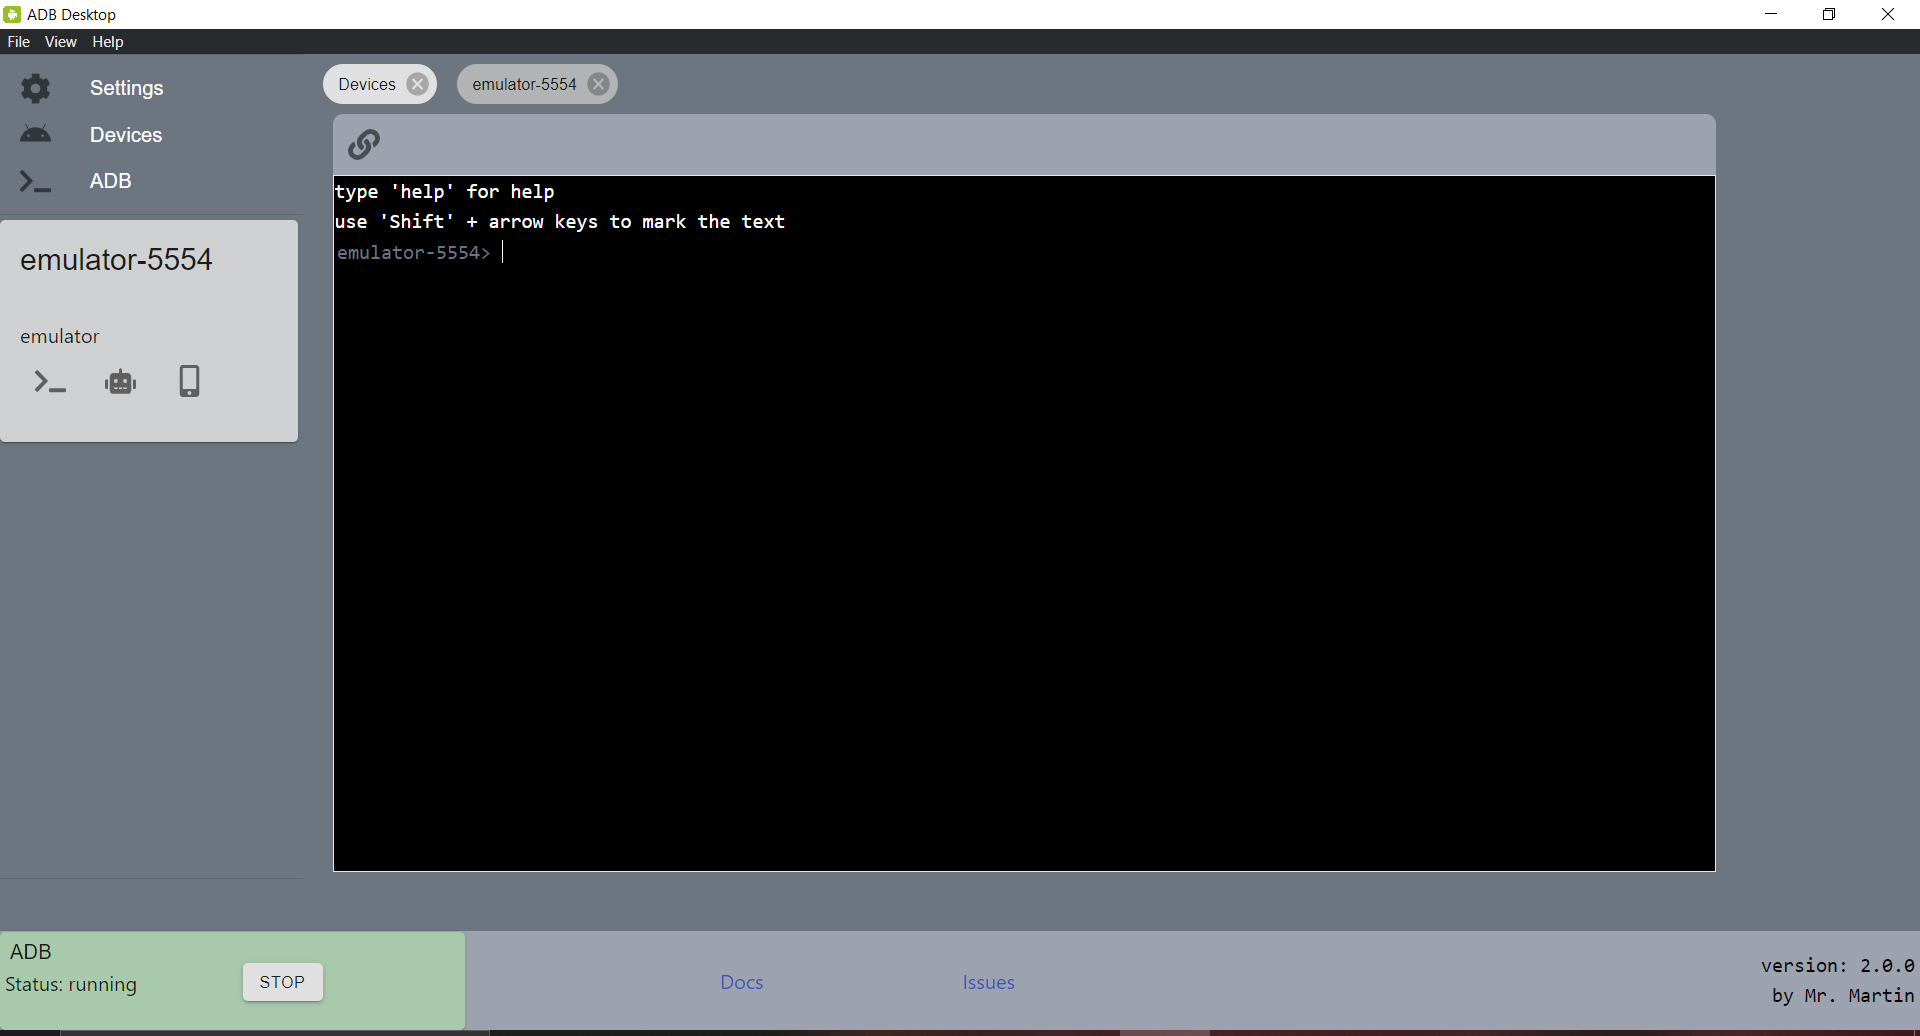 ADB Desktop
File View Help
Settings
Devices
ADB
emulator-5554
emulator
Devices
emulator-5554
type 'help' for help
use 'Shift' + arrow keys to mark the text
emulator-5554>
ADB
Status: running
STOP
Docs
Issues
version: 2.0.0
by Mr. Martin